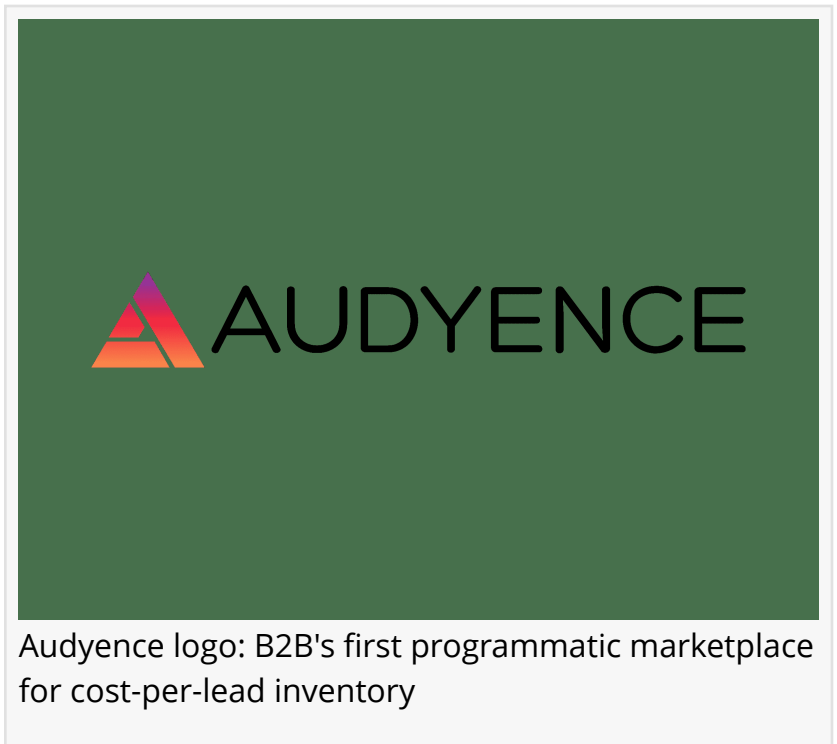 AUDYENCE
Audyence logo: B2B's first programmatic marketplace
for cost-per-lead inventory